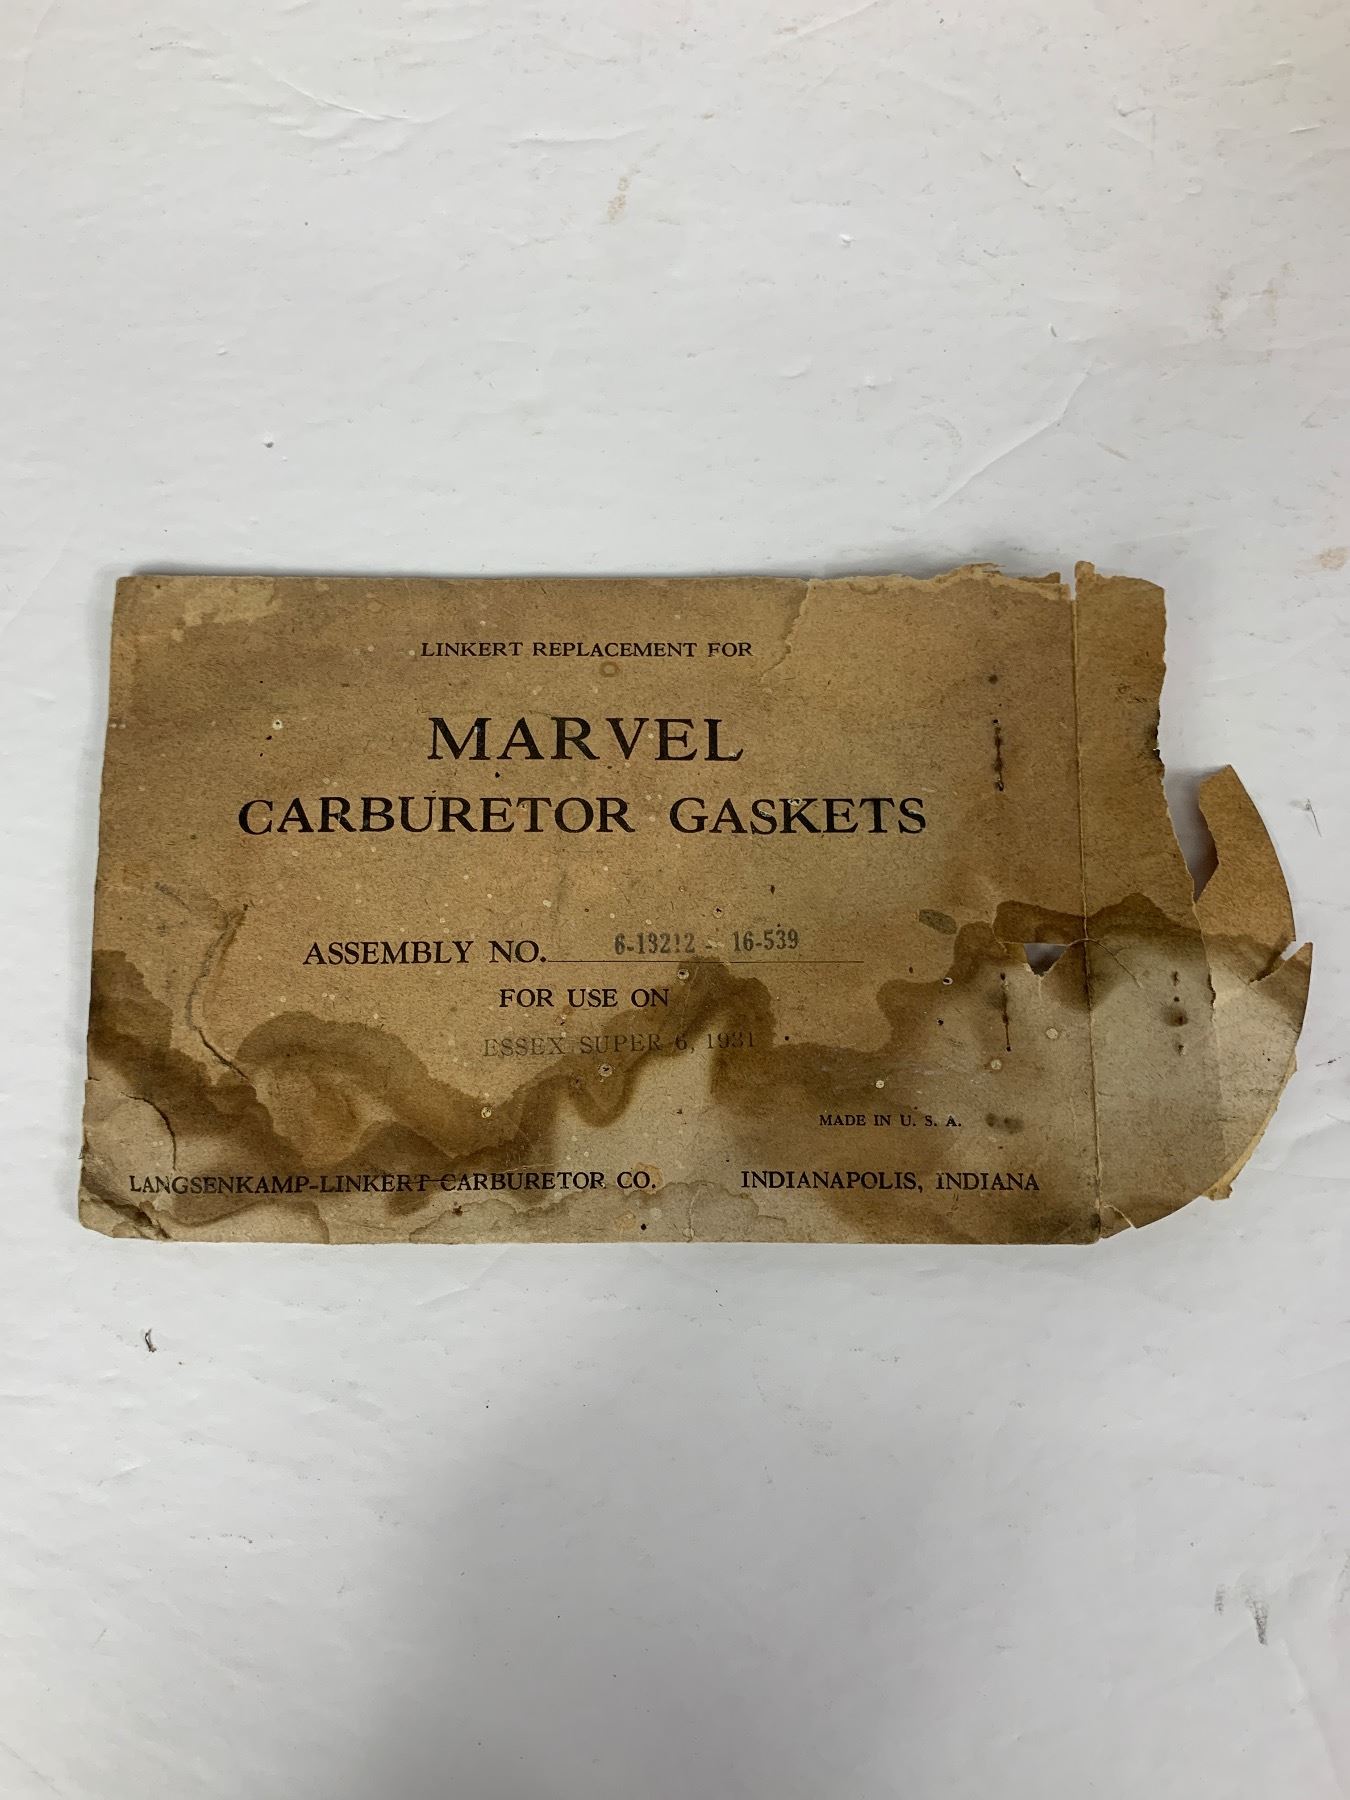 LINKERT REPLACEMENT FOR
MARVEL
CARBURETOR GASKETS
ASSEMBLY NO. 6-13212 - 16-539
FOR USE ON
ESSEX SUPER 6, 1931
MADE IN U. S. A.
LANGSENKAMP-LINKERT CARBURETOR CO. INDIANAPOLIS, INDIANA